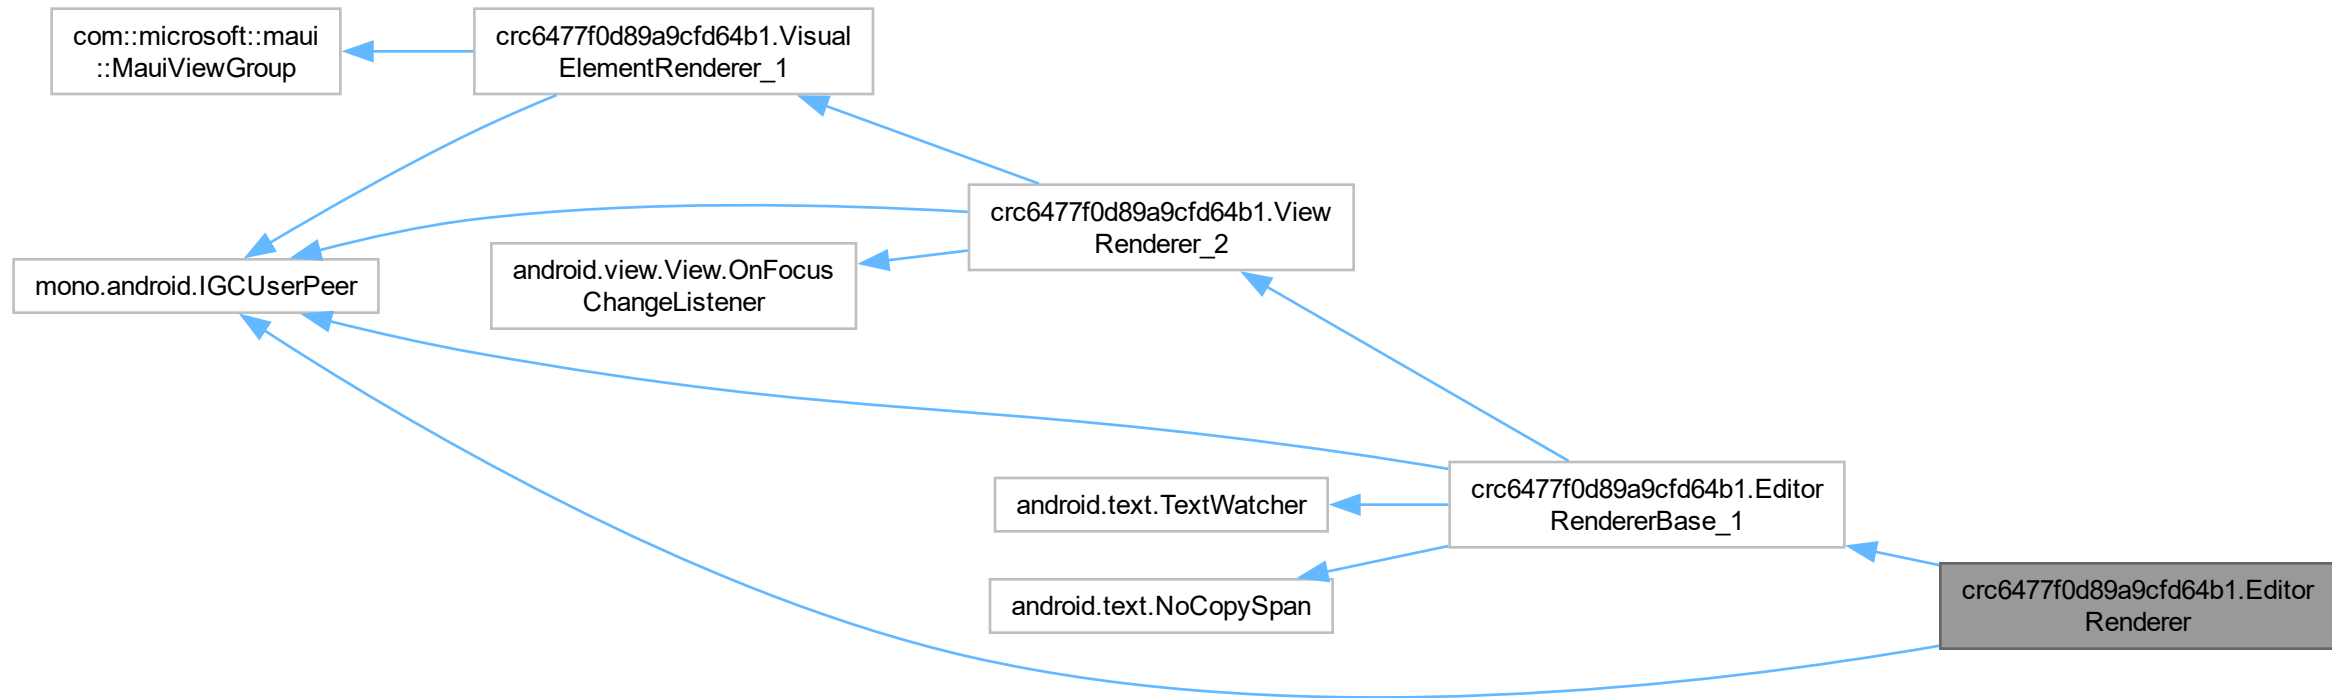 com::microsoft::maui
::MauiViewGroup
crc6477f0d89a9cfd64b1.Visual
ElementRenderer_1
crc6477f0d89a9cfd64b1.View
Renderer_2
android.view.View.OnFocus
ChangeListener
mono.android.IGCUserPeer
android.text.TextWatcher
crc6477f0d89a9cfd64b1.Editor
RendererBase_1
android.text.NoCopySpan
crc6477f0d89a9cfd64b1.Editor
Renderer